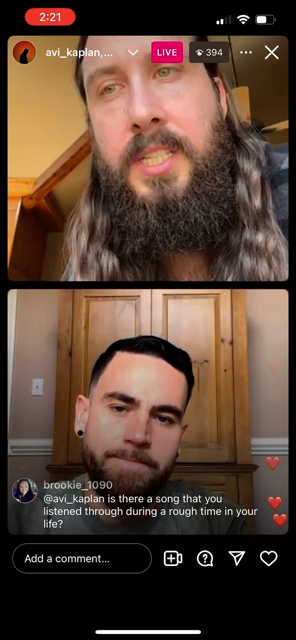 2:21
avi_kaplan,...
LIVE
394
brookie_1090
@avi_kaplan is there a song that you
listened through during a rough time in your
life?
Add a comment...